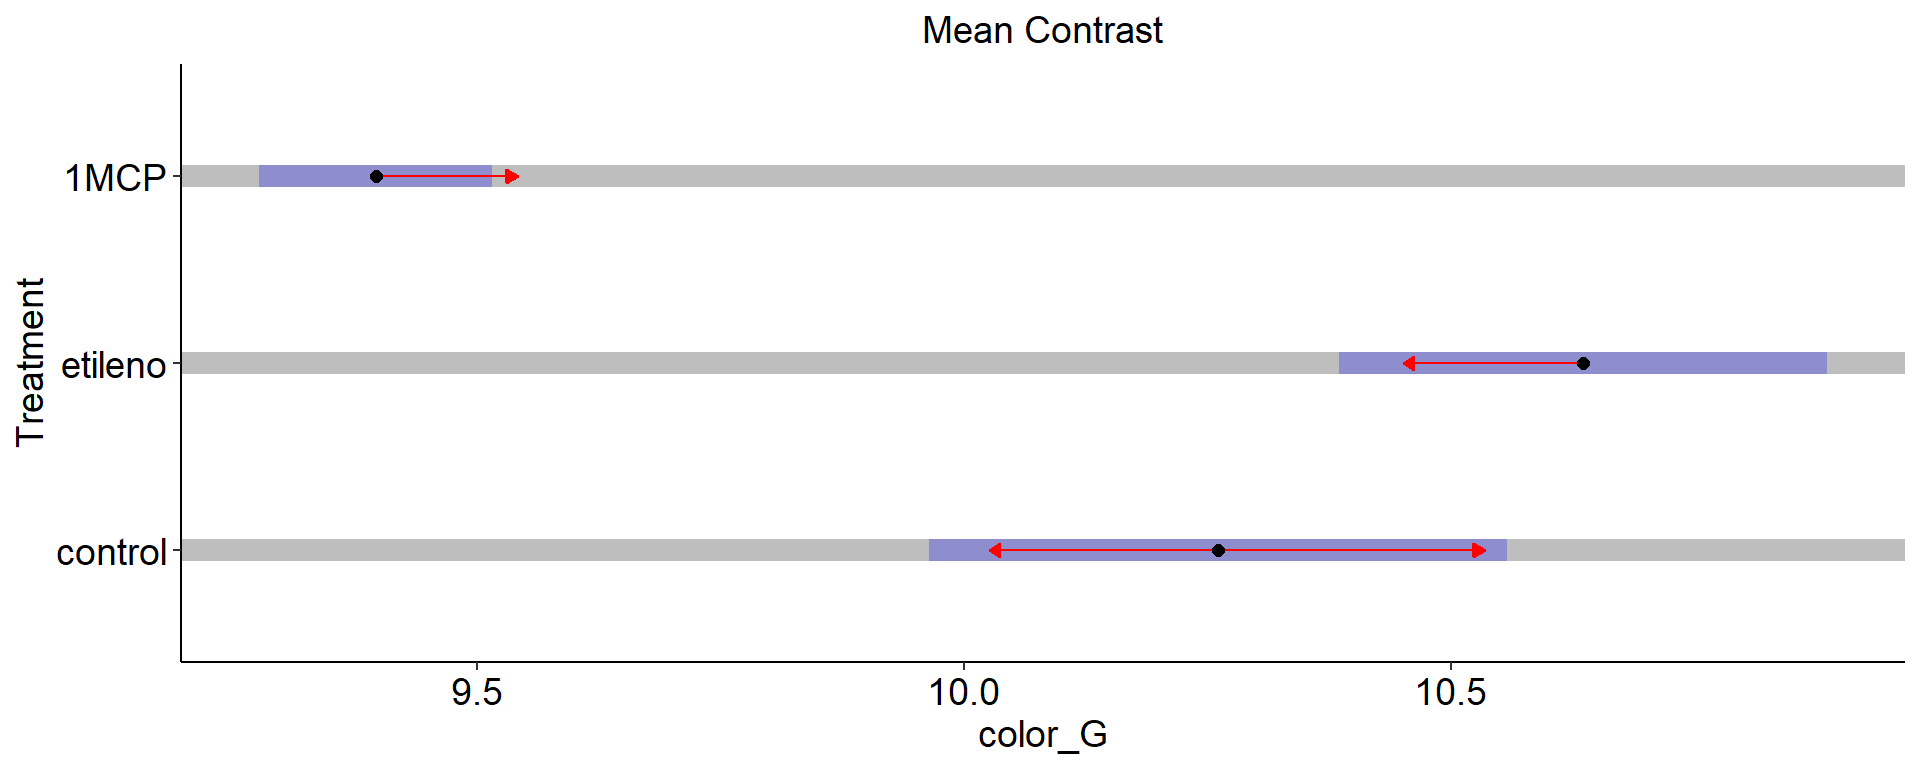 Mean Contrast
1MCP
etileno
control
Treatment
9.5 10.0 10.5
color_G